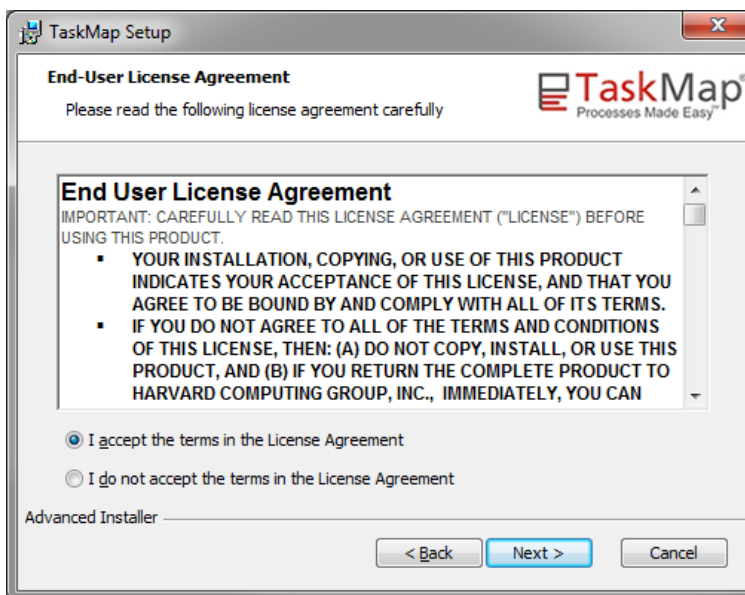 TaskMap Setup
End-User License Agreement
Please read the following license agreement carefully
TaskMap®
Processes Made Easy™
End User License Agreement
IMPORTANT: CAREFULLY READ THIS LICENSE AGREEMENT ("LICENSE") BEFORE
USING THIS PRODUCT.
▪ YOUR INSTALLATION, COPYING, OR USE OF THIS PRODUCT
INDICATES YOUR ACCEPTANCE OF THIS LICENSE, AND THAT YOU
AGREE TO BE BOUND BY AND COMPLY WITH ALL OF ITS TERMS.
▪ IF YOU DO NOT AGREE TO ALL OF THE TERMS AND CONDITIONS
OF THIS LICENSE, THEN: (A) DO NOT COPY, INSTALL, OR USE THIS
PRODUCT, AND (B) IF YOU RETURN THE COMPLETE PRODUCT TO
HARVARD COMPUTING GROUP, INC., IMMEDIATELY, YOU CAN
I accept the terms in the License Agreement
I do not accept the terms in the License Agreement
Advanced Installer
< Back Next > Cancel